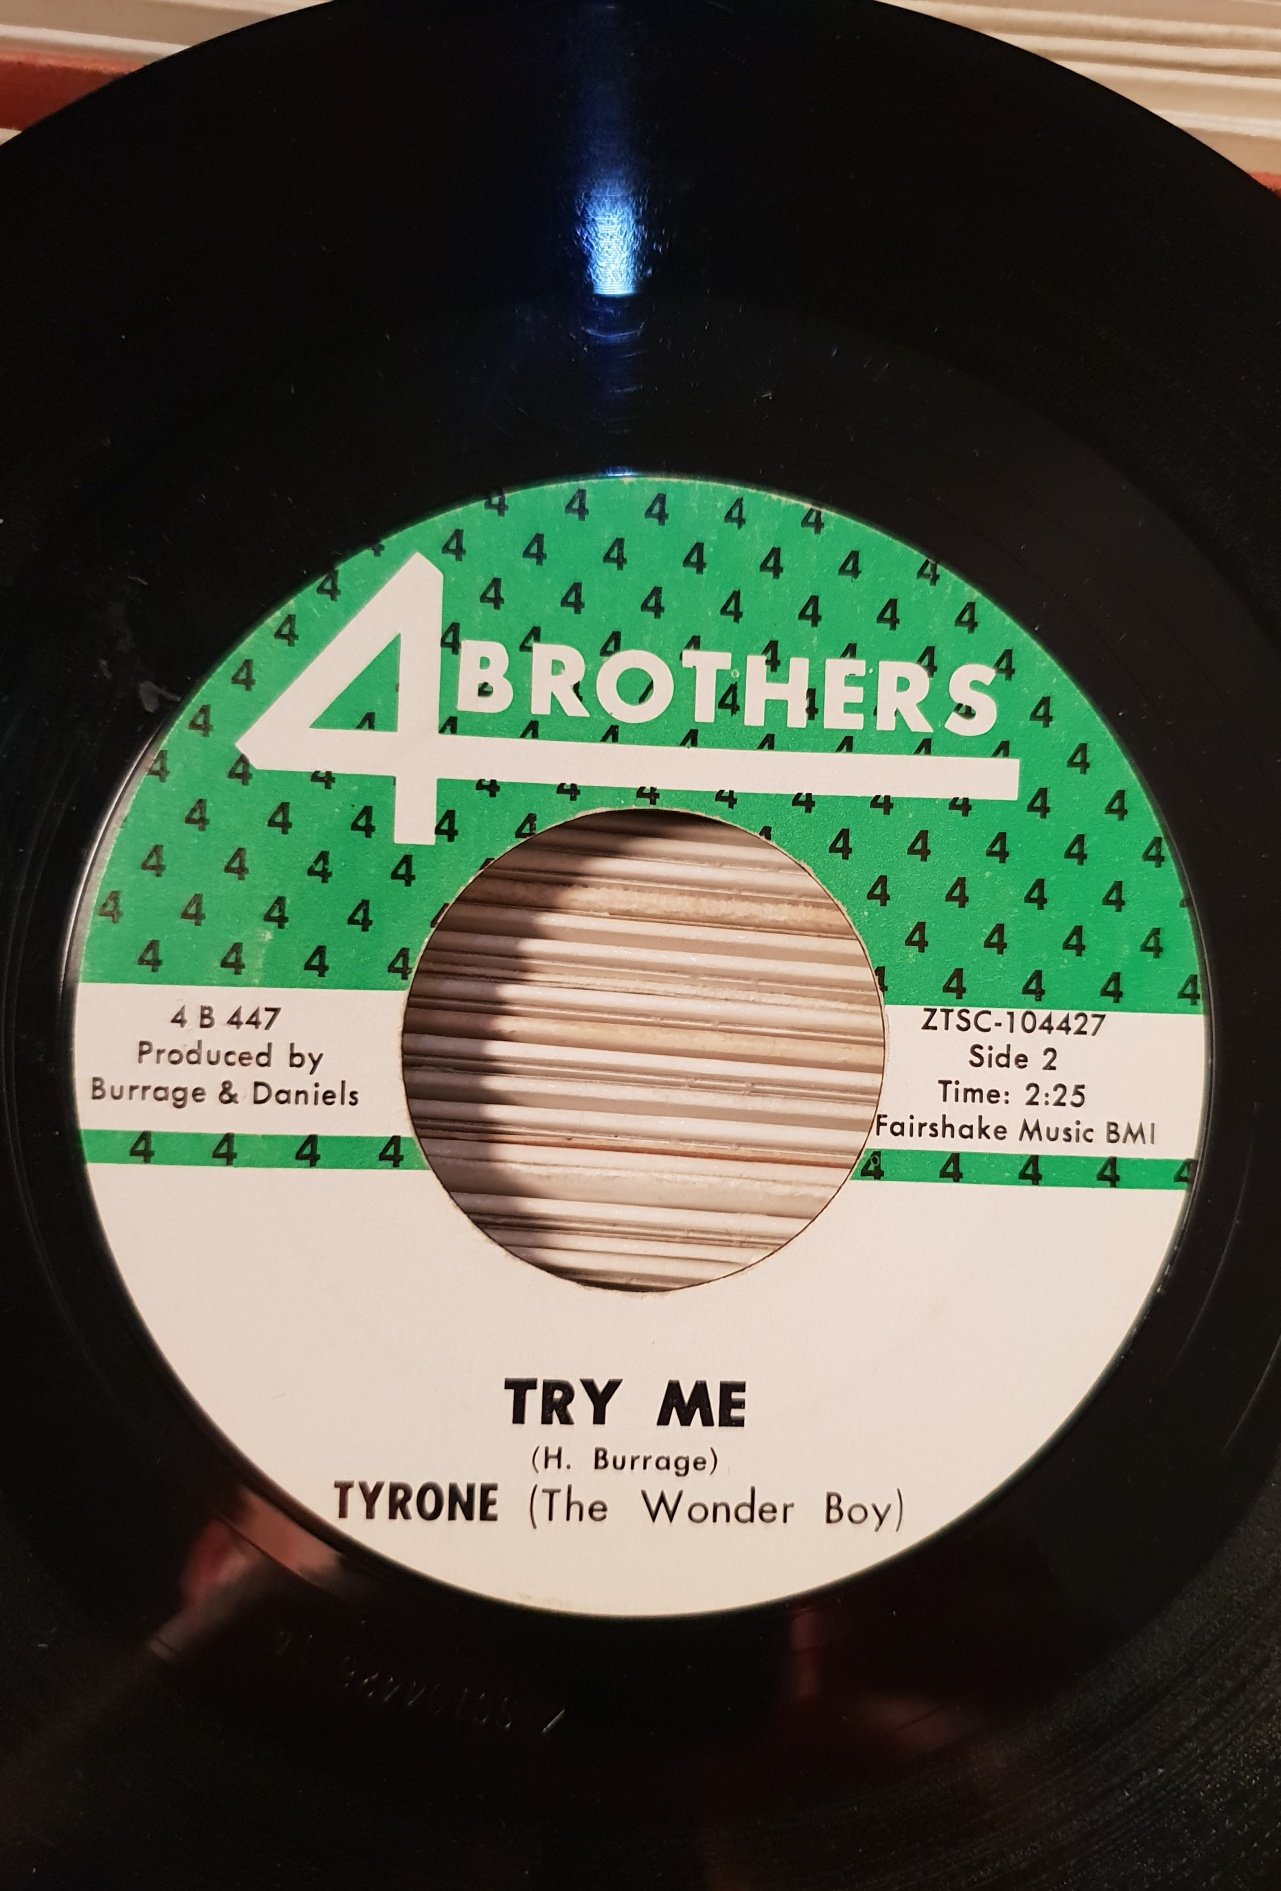 4 BROTHERS
4 B 447
Produced by
Burrage & Daniels
ZTSC-104427
Side 2
Time: 2:25
Fairshake Music BMI
TRY ME
(H. Burrage)
TYRONE (The Wonder Boy)